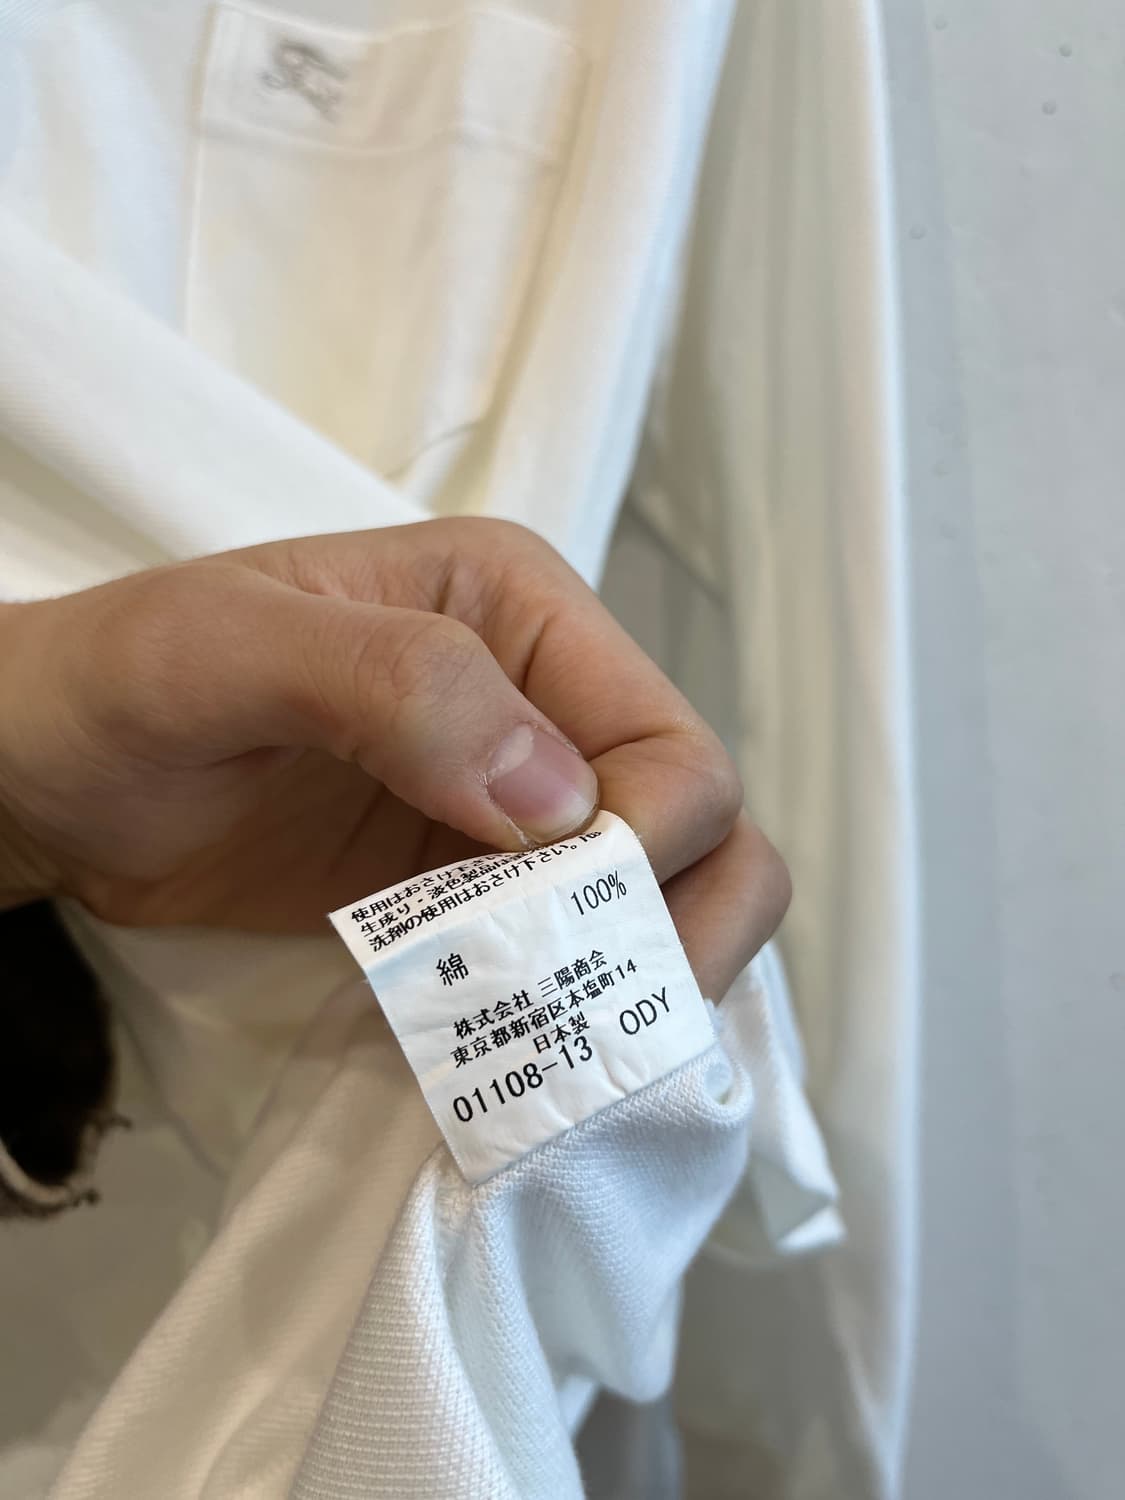 使用はおさけ下さい
生成り・淡色製品は
洗剤の使用はおさけ下さい。
綿 100%
株式会社 三陽商会
東京都新宿区本塩町14
日本製
01108-13 ODY